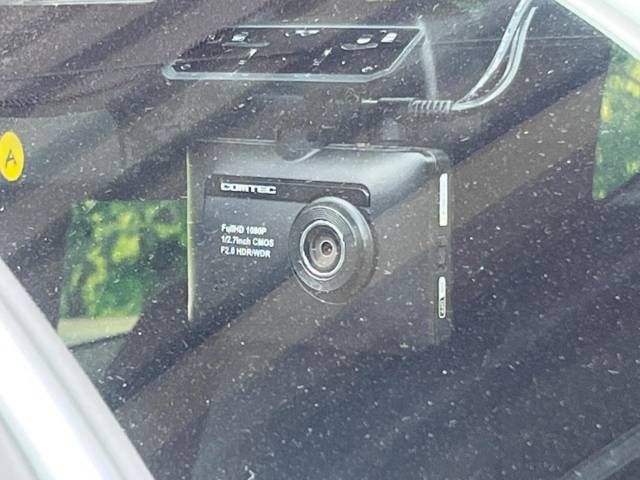 A
COMTEC
FullHD 1080P
1/2.7inch CMOS
F2.0 HDR/WDR